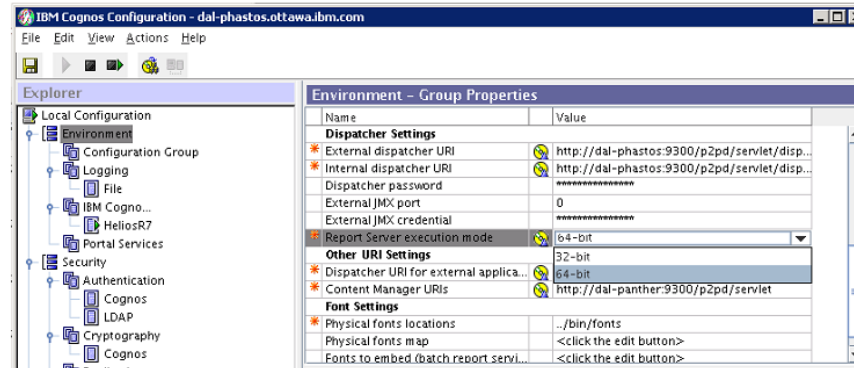 IBM Cognos Configuration - dal-phastos.ottawa.ibm.com
File Edit View Actions Help
Explorer
Local Configuration
Environment
Configuration Group
Logging
File
IBM Cogno...
HeliosR7
Portal Services
Security
Authentication
Cognos
LDAP
Cryptography
Cognos
Environment - Group Properties
Name Value
Dispatcher Settings
External dispatcher URI http://dal-phastos:9300/p2pd/servlet/disp...
Internal dispatcher URI http://dal-phastos:9300/p2pd/servlet/disp...
Dispatcher password ***************
External JMX port 0
External JMX credential ***************
Report Server execution mode 64-bit
Other URI Settings 32-bit
Dispatcher URI for external applica... 64-bit
Content Manager URIs http://dal-panther:9300/p2pd/servlet
Font Settings
Physical fonts locations ../bin/fonts
Physical fonts map <click the edit button>
Fonts to embed (batch report servi... <click the edit button>